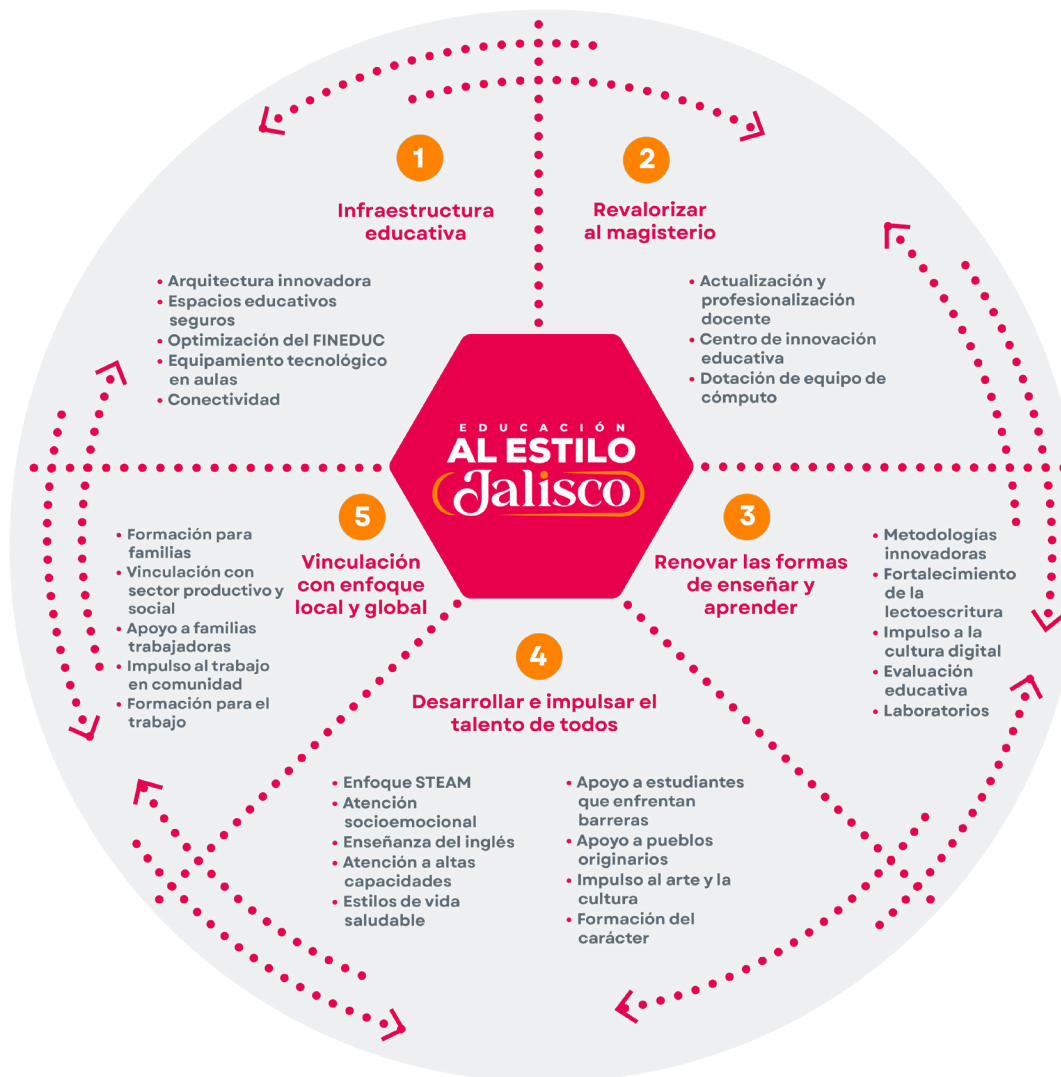 1
Infraestructura
educativa
• Arquitectura innovadora
• Espacios educativos
seguros
• Optimización del FINEDUC
• Equipamiento tecnológico
en aulas
• Conectividad
2
Revalorizar
al magisterio
• Actualización y
profesionalización
docente
• Centro de innovación
educativa
• Dotación de equipo de
cómputo
EDUCACIÓN
AL ESTILO
Jalisco
3
Renovar las formas
de enseñar y
aprender
• Metodologías
innovadoras
• Fortalecimiento
de la
lectoescritura
• Impulso a la
cultura digital
• Evaluación
educativa
• Laboratorios
4
Desarrollar e impulsar el
talento de todos
• Enfoque STEAM
• Atención
socioemocional
• Enseñanza del inglés
• Atención a altas
capacidades
• Estilos de vida
saludable
• Apoyo a estudiantes
que enfrentan
barreras
• Apoyo a pueblos
originarios
• Impulso al arte y la
cultura
• Formación del
carácter
5
Vinculación
con enfoque
local y global
• Formación para
familias
• Vinculación con
sector productivo y
social
• Apoyo a familias
trabajadoras
• Impulso al trabajo
en comunidad
• Formación para el
trabajo